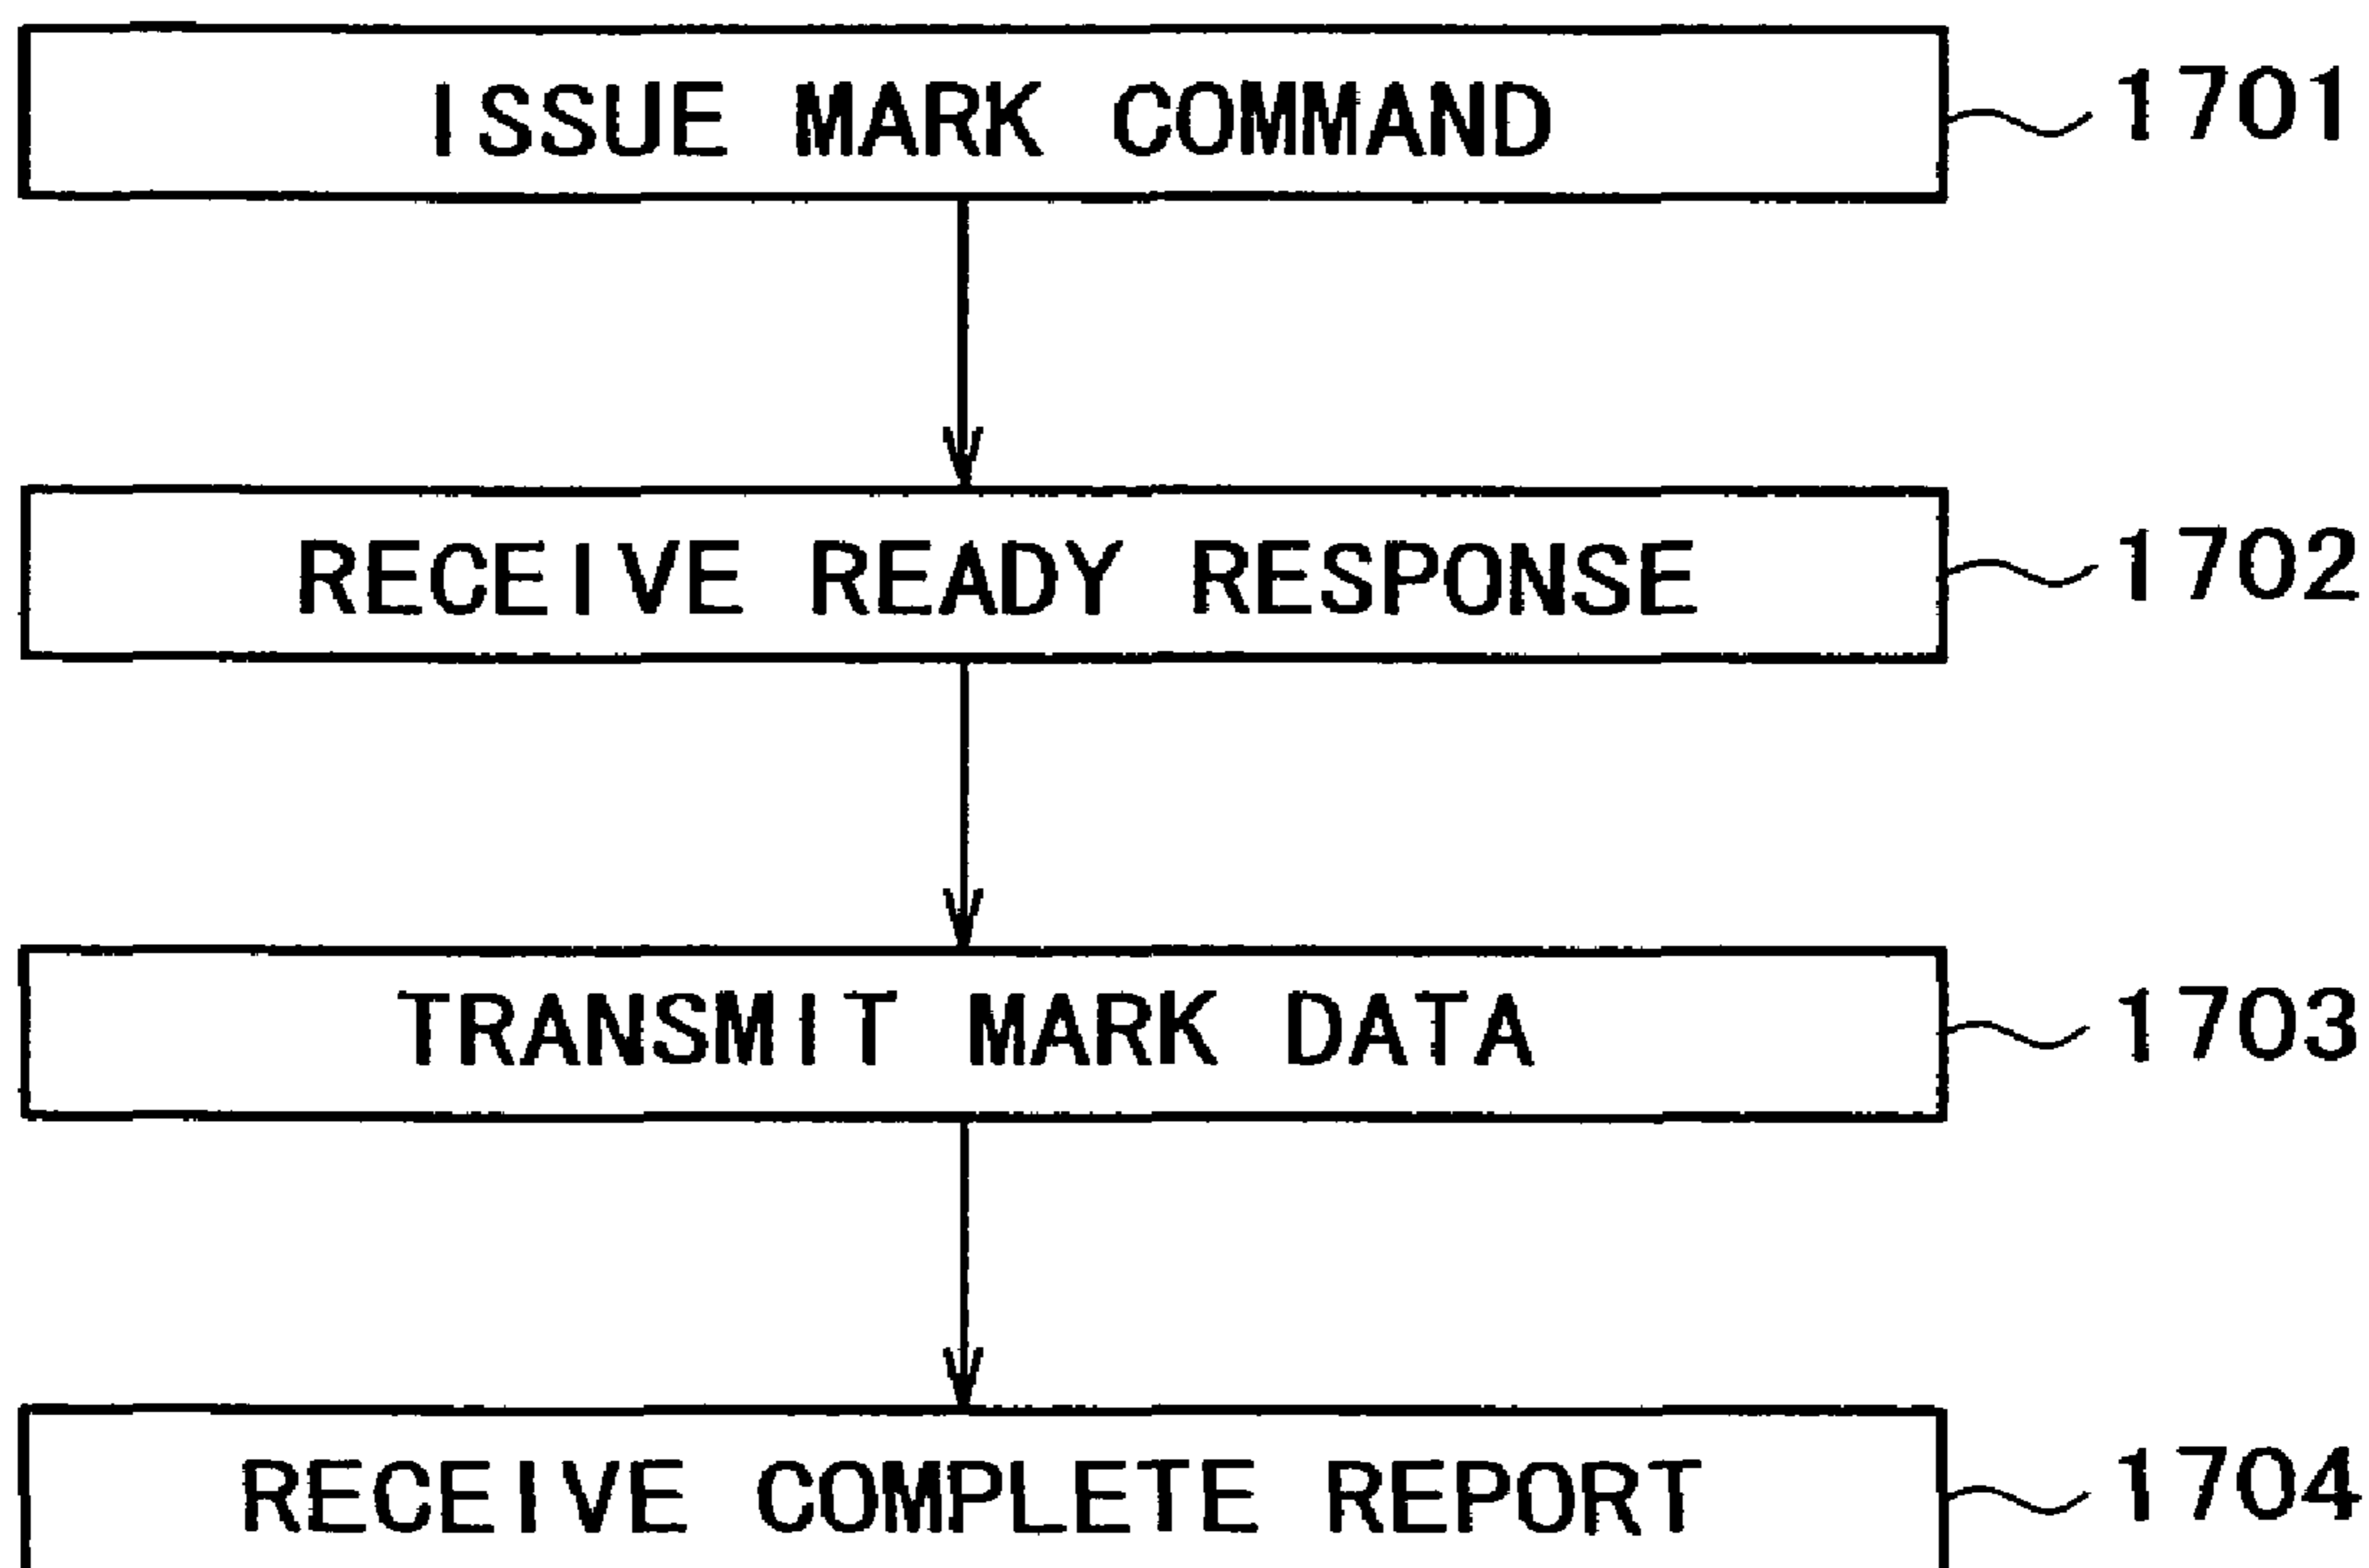 ISSUE MARK COMMAND 1701
RECEIVE READY RESPONSE 1702
TRANSMIT MARK DATA 1703
RECEIVE COMPLETE REPORT 1704